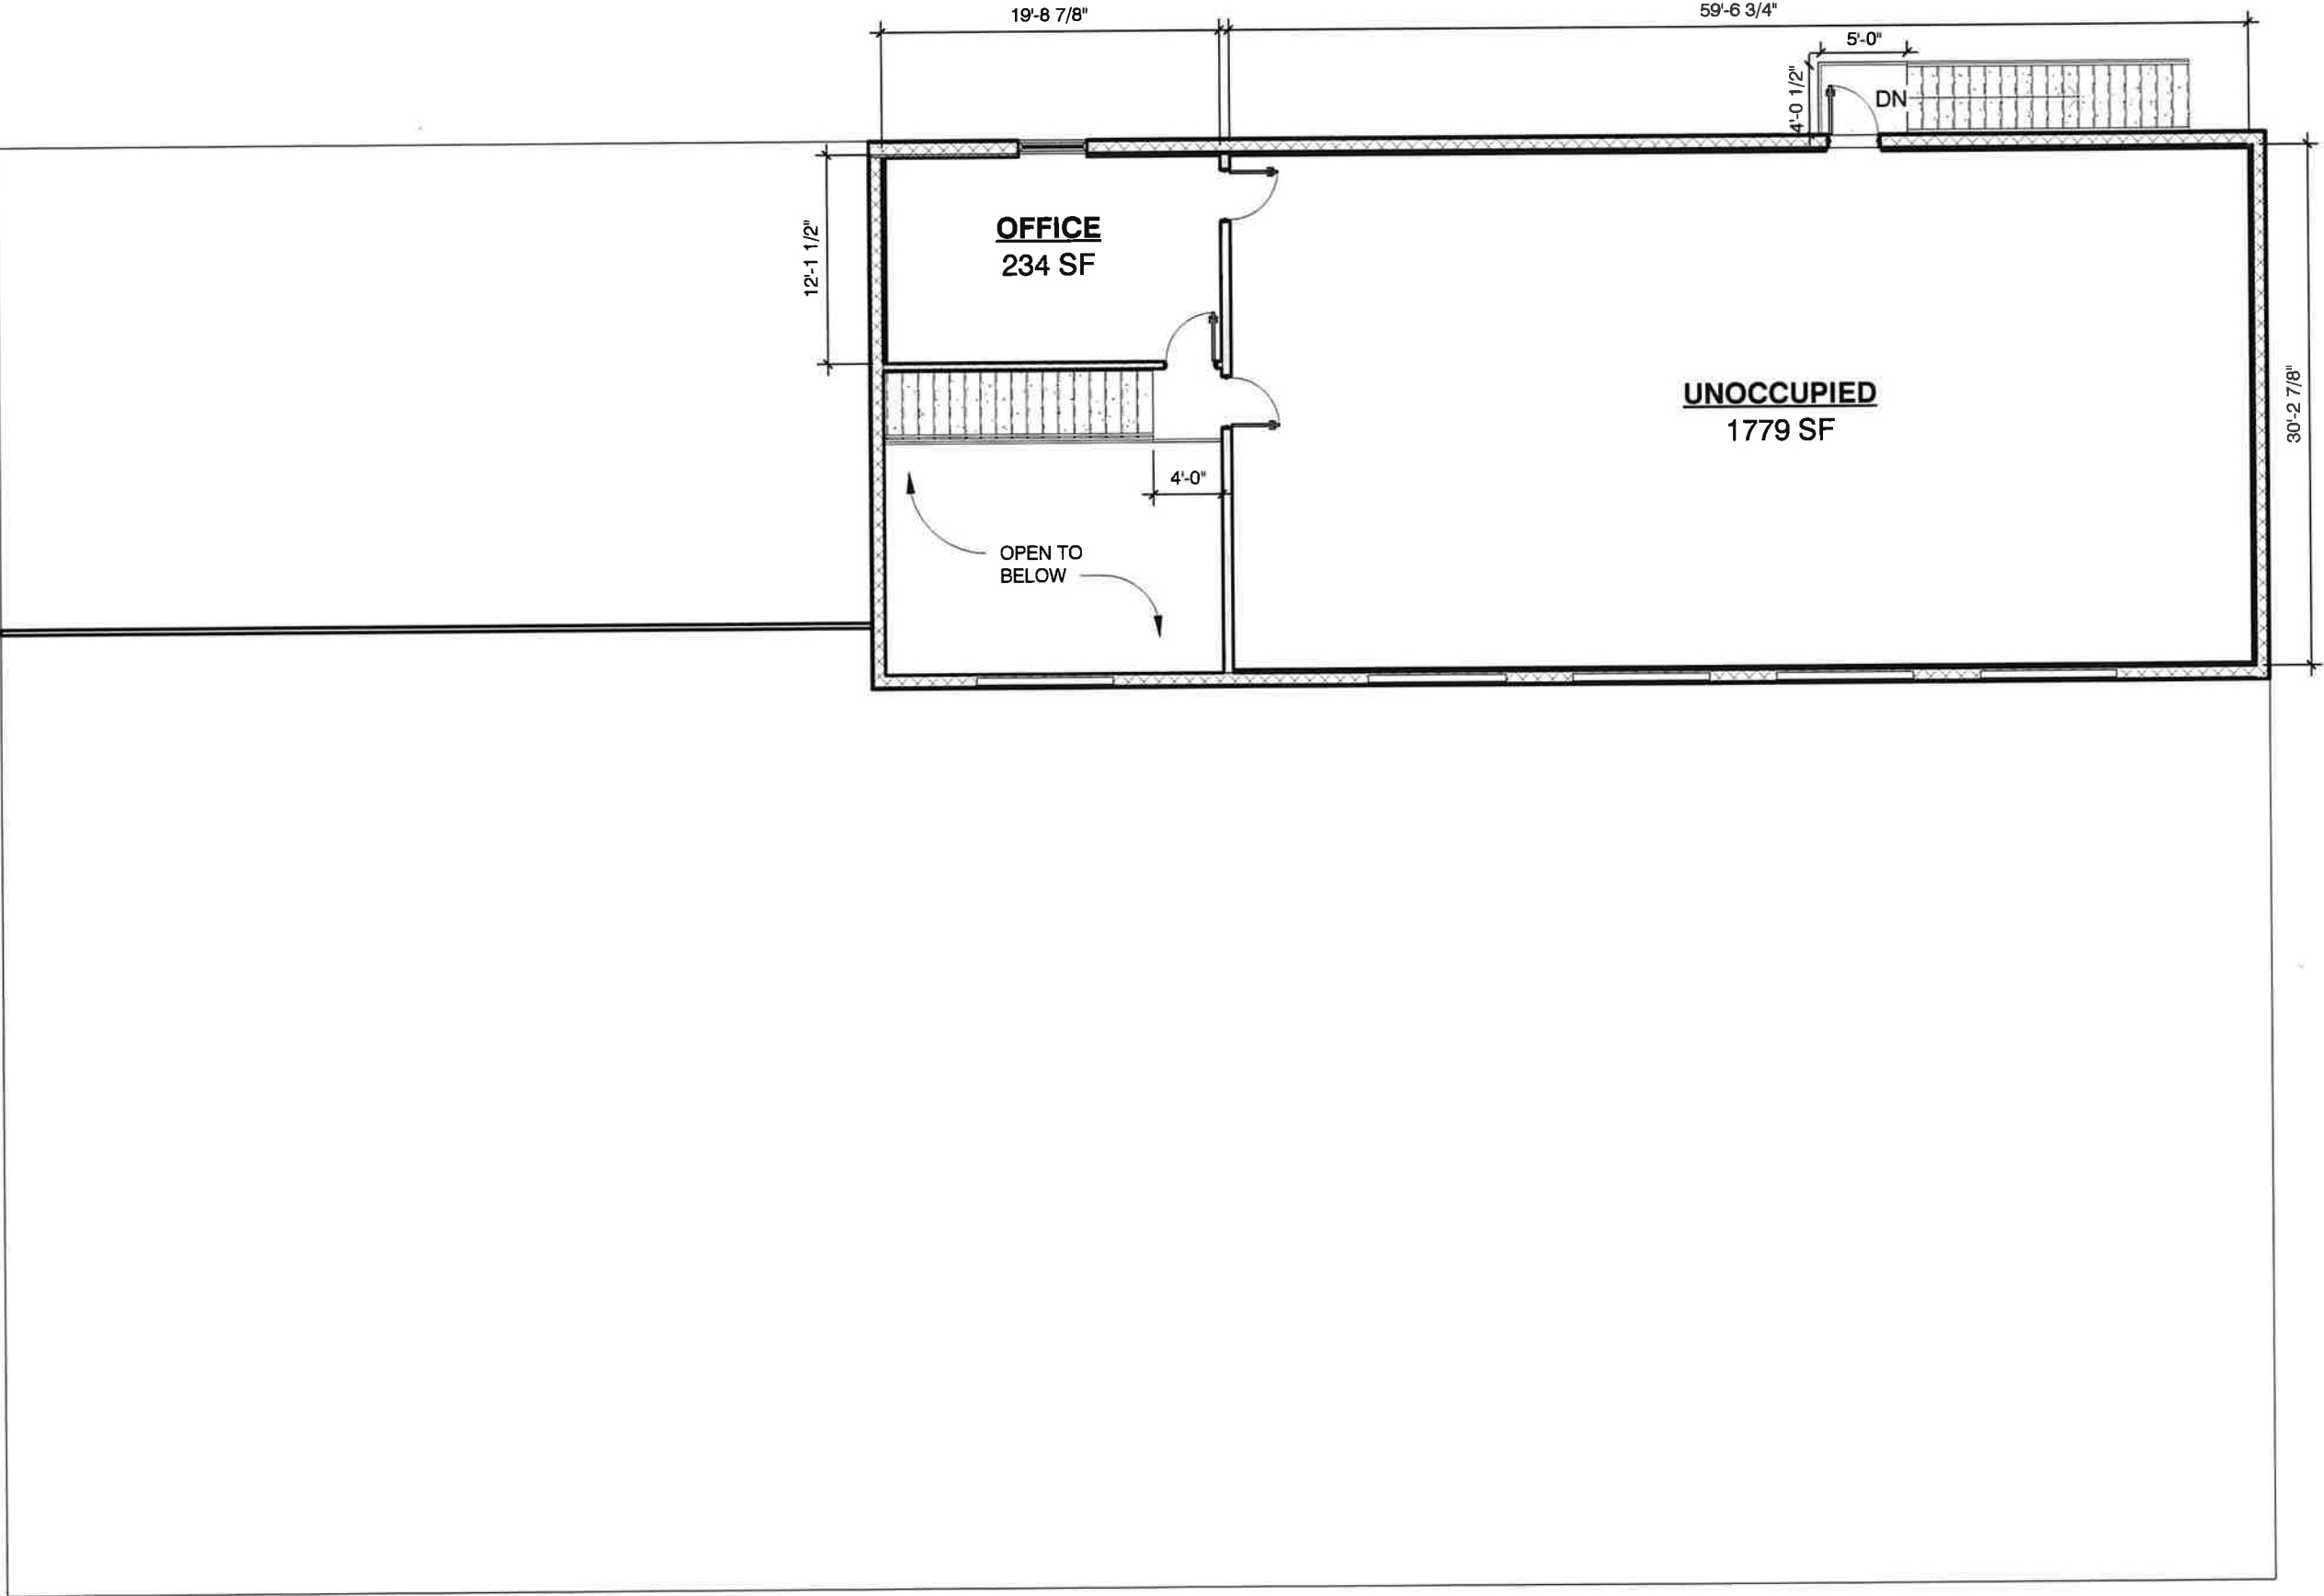 19'-8 7/8"
59'-6 3/4"
5'-0"
4'-0 1/2"
DN
12'-1 1/2"
OFFICE
234 SF
UNOCCUPIED
1779 SF
30'-2 7/8"
4'-0"
OPEN TO
BELOW